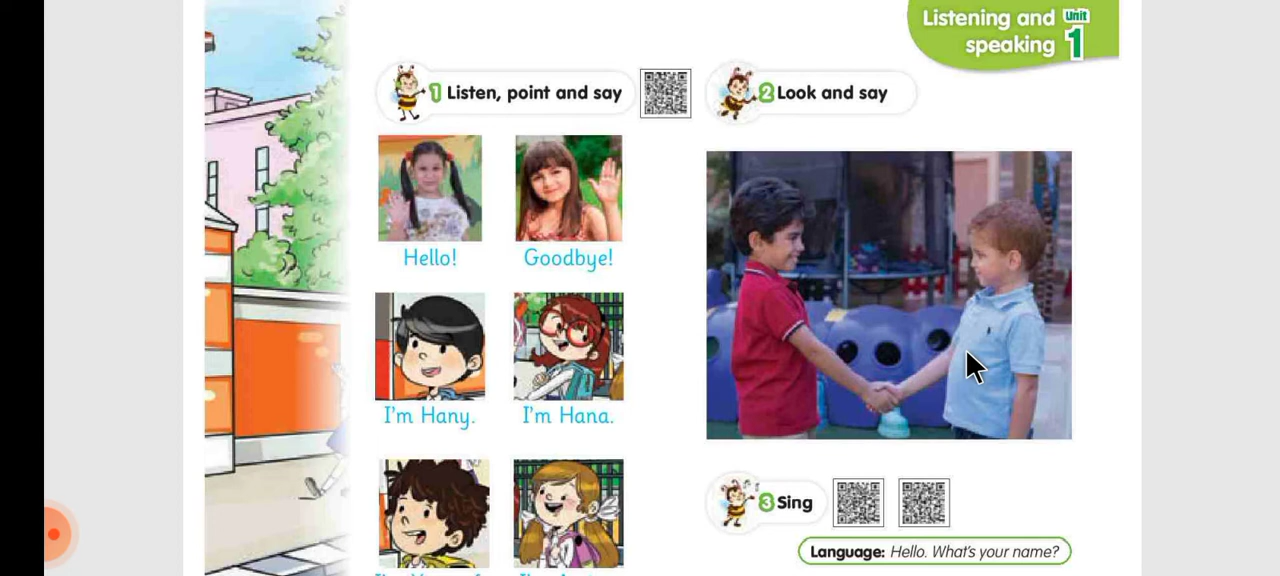 Listening and
speaking
Unit
1
1 Listen, point and say
2 Look and say
Hello!
Goodbye!
I'm Hany.
I'm Hana.
3 Sing
Language: Hello. What's your name?